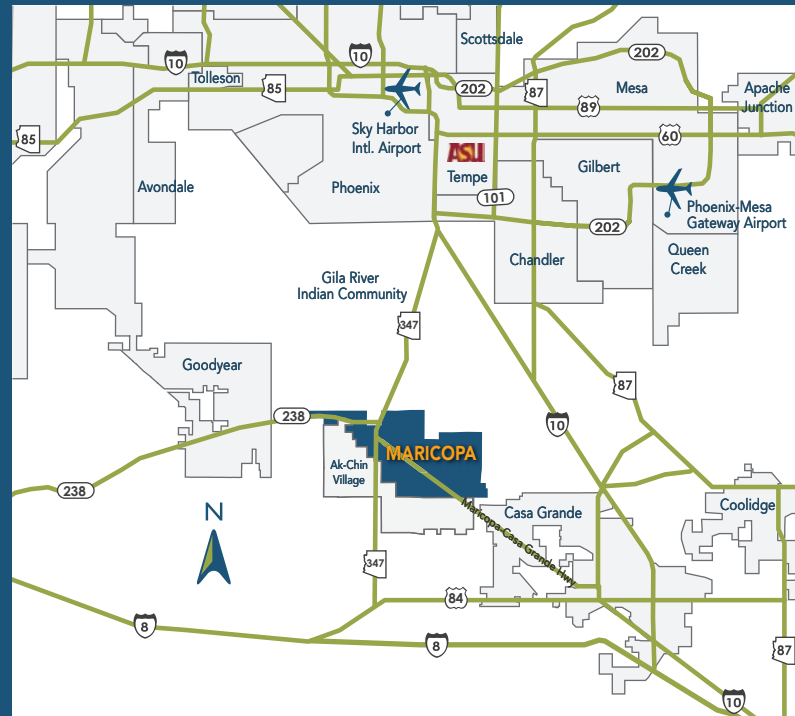 Scottsdale
10
10
202
Tolleson
85
202
87
Mesa
Apache
Junction
89
Sky Harbor
Intl. Airport
60
85
ASU
Tempe
Gilbert
Avondale
Phoenix
101
Phoenix-Mesa
Gateway Airport
202
Chandler
Queen
Creek
Gila River
Indian Community
347
Goodyear
87
238
10
MARICOPA
Ak-Chin
Village
238
Maricopa-Casa Grande Hwy
Casa Grande
Coolidge
N
347
84
8
8
87
10